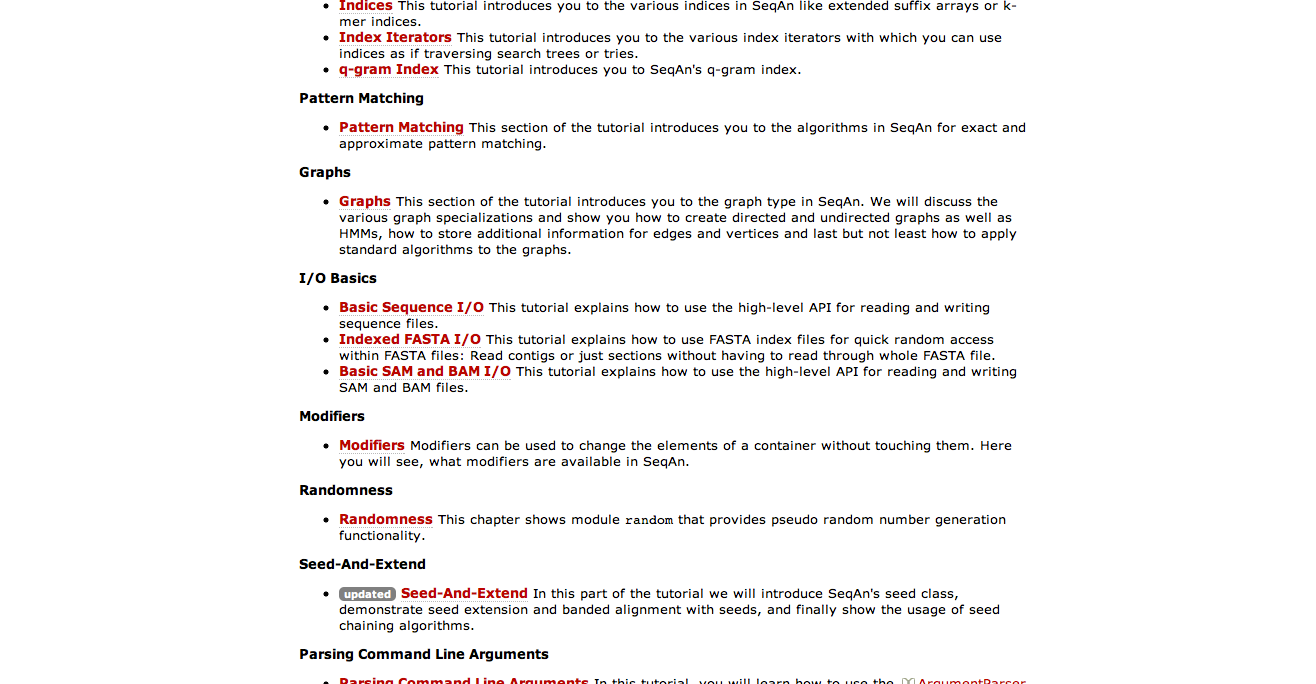 Indices This tutorial introduces you to the various indices in SeqAn like extended suffix arrays or k-
mer indices.
Index Iterators This tutorial introduces you to the various index iterators with which you can use
indices as if traversing search trees or tries.
q-gram Index This tutorial introduces you to SeqAn's q-gram index.
Pattern Matching
Pattern Matching This section of the tutorial introduces you to the algorithms in SeqAn for exact and
approximate pattern matching.
Graphs
Graphs This section of the tutorial introduces you to the graph type in SeqAn. We will discuss the
various graph specializations and show you how to create directed and undirected graphs as well as
HMMs, how to store additional information for edges and vertices and last but not least how to apply
standard algorithms to the graphs.
I/O Basics
Basic Sequence I/O This tutorial explains how to use the high-level API for reading and writing
sequence files.
Indexed FASTA I/O This tutorial explains how to use FASTA index files for quick random access
within FASTA files: Read contigs or just sections without having to read through whole FASTA file.
Basic SAM and BAM I/O This tutorial explains how to use the high-level API for reading and writing
SAM and BAM files.
Modifiers
Modifiers Modifiers can be used to change the elements of a container without touching them. Here
you will see, what modifiers are available in SeqAn.
Randomness
Randomness This chapter shows module random that provides pseudo random number generation
functionality.
Seed-And-Extend
updated Seed-And-Extend In this part of the tutorial we will introduce SeqAn's seed class,
demonstrate seed extension and banded alignment with seeds, and finally show the usage of seed
chaining algorithms.
Parsing Command Line Arguments
Parsing Command Line Arguments In this tutorial, you will learn how to use the ArgumentParser